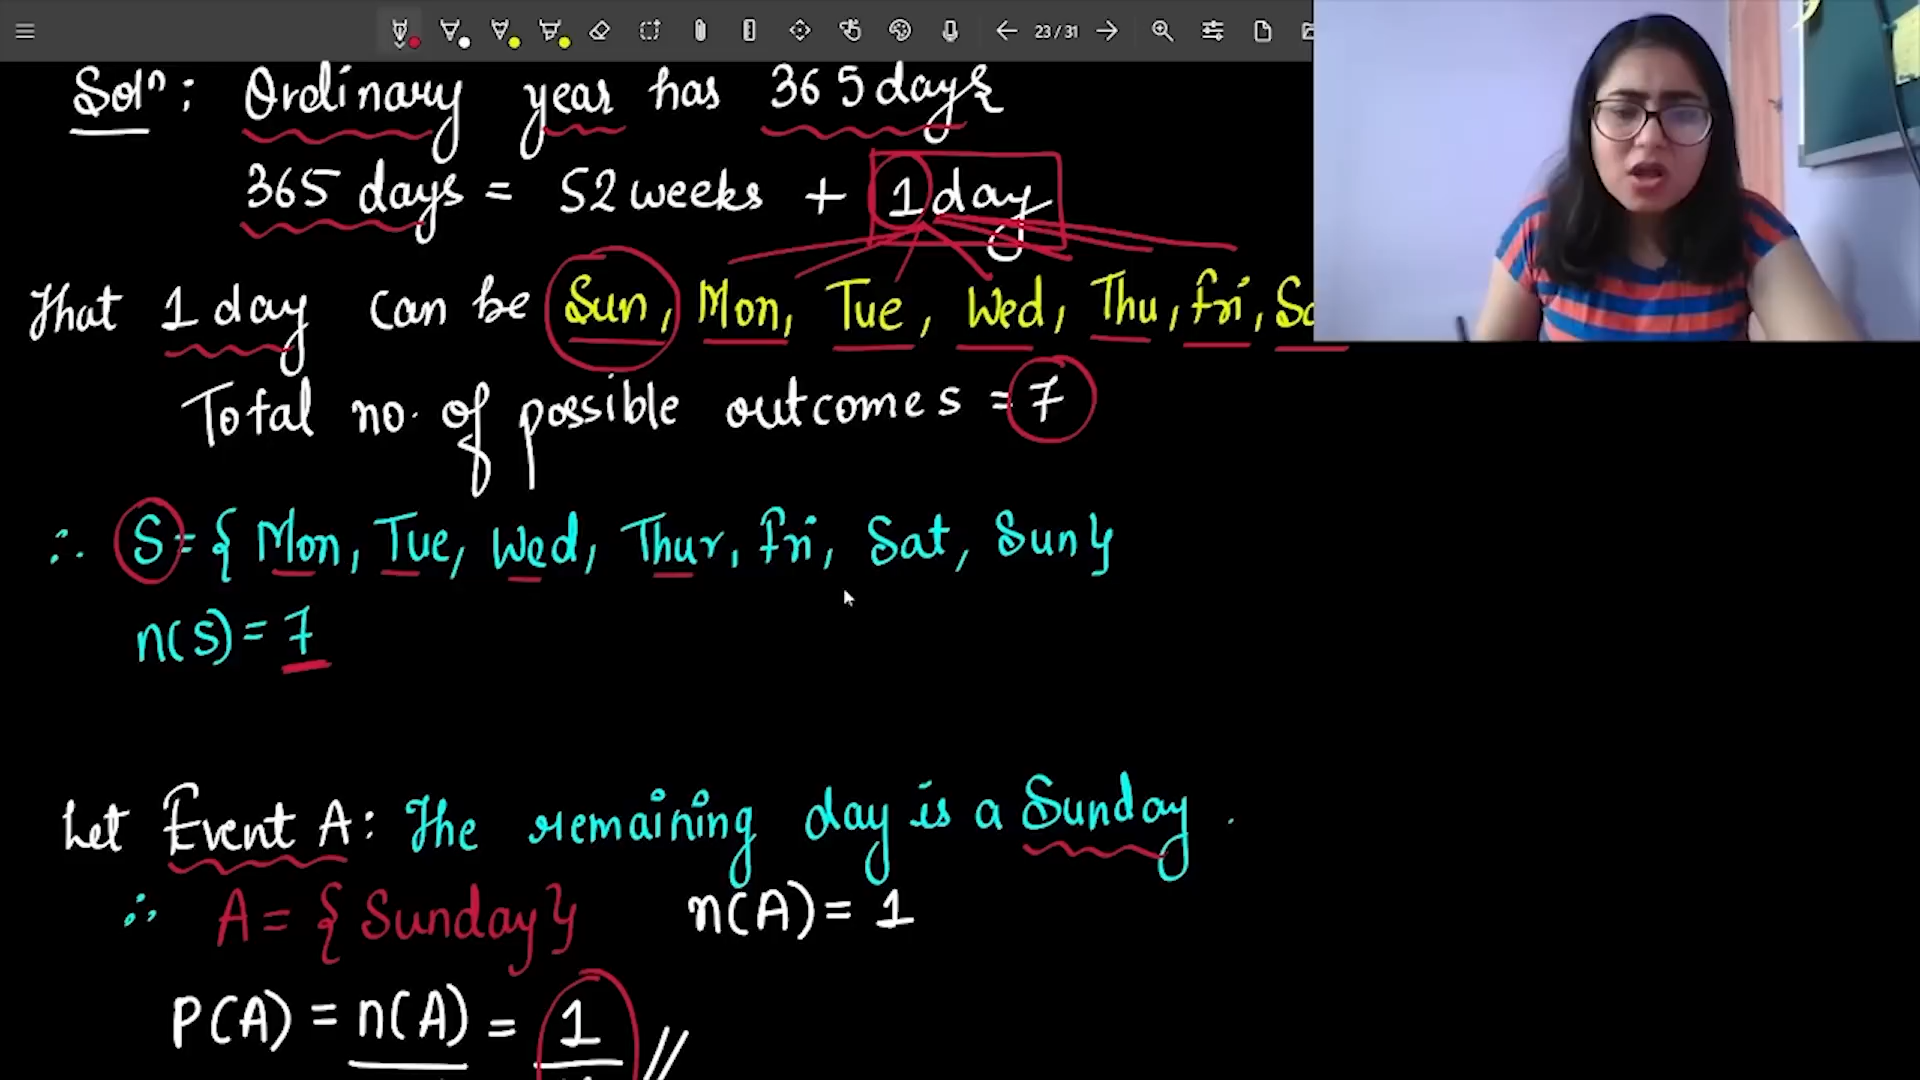 23/31
Solⁿ: Ordinary year has 365 days
365 days = 52 weeks + 1 day
That 1 day can be Sun, Mon, Tue, Wed, Thu, Fri,
Total no. of possible outcomes = 7
∴ S = { Mon, Tue, Wed, Thur, Fri, Sat, Sun}
n(S) = 7
Let Event A: The remaining day is a Sunday.
∴ A = { Sunday} n(A) = 1
P(A) = n(A) = 1 //